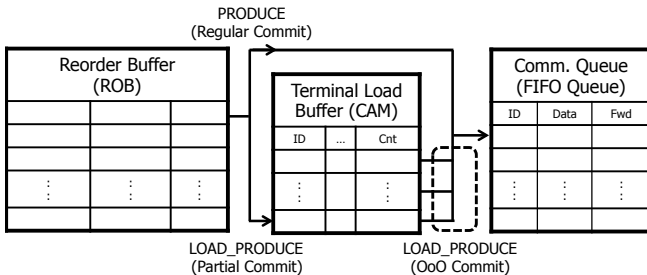 PRODUCE
(Regular Commit)
Reorder Buffer
(ROB)
Terminal Load
Buffer (CAM)
ID ... Cnt
⋮ ⋮
Comm. Queue
(FIFO Queue)
ID Data Fwd
⋮ ⋮ ⋮
⋮ ⋮ ⋮
LOAD_PRODUCE
(Partial Commit)
LOAD_PRODUCE
(OoO Commit)